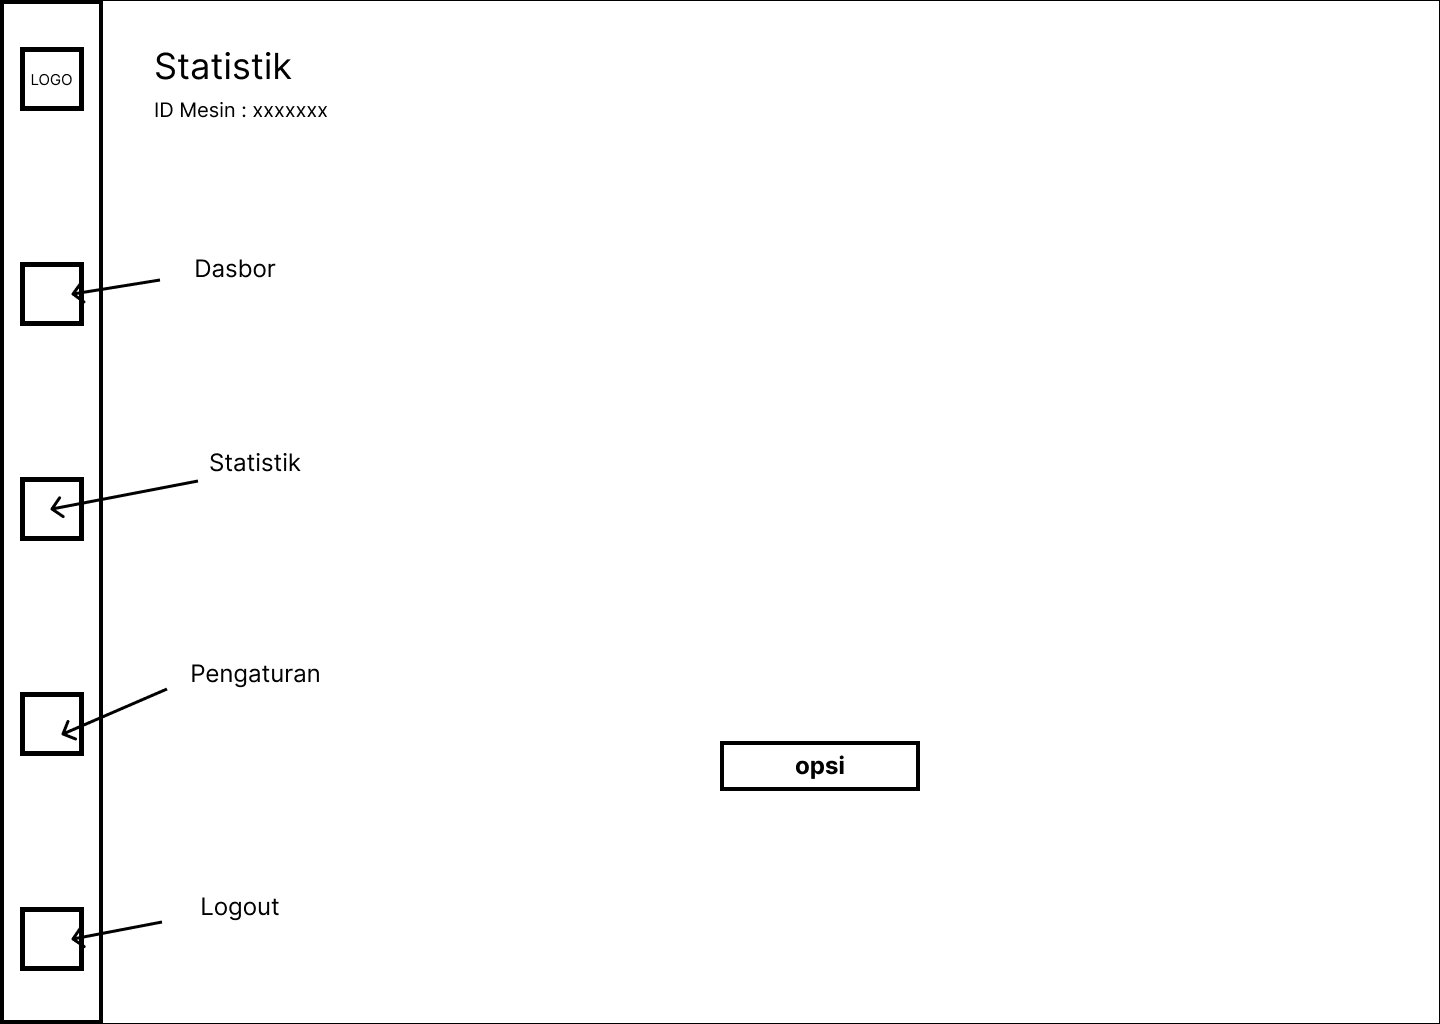 LOGO
Statistik
ID Mesin : xxxxxxx
Dasbor
Statistik
Pengaturan
opsi
Logout